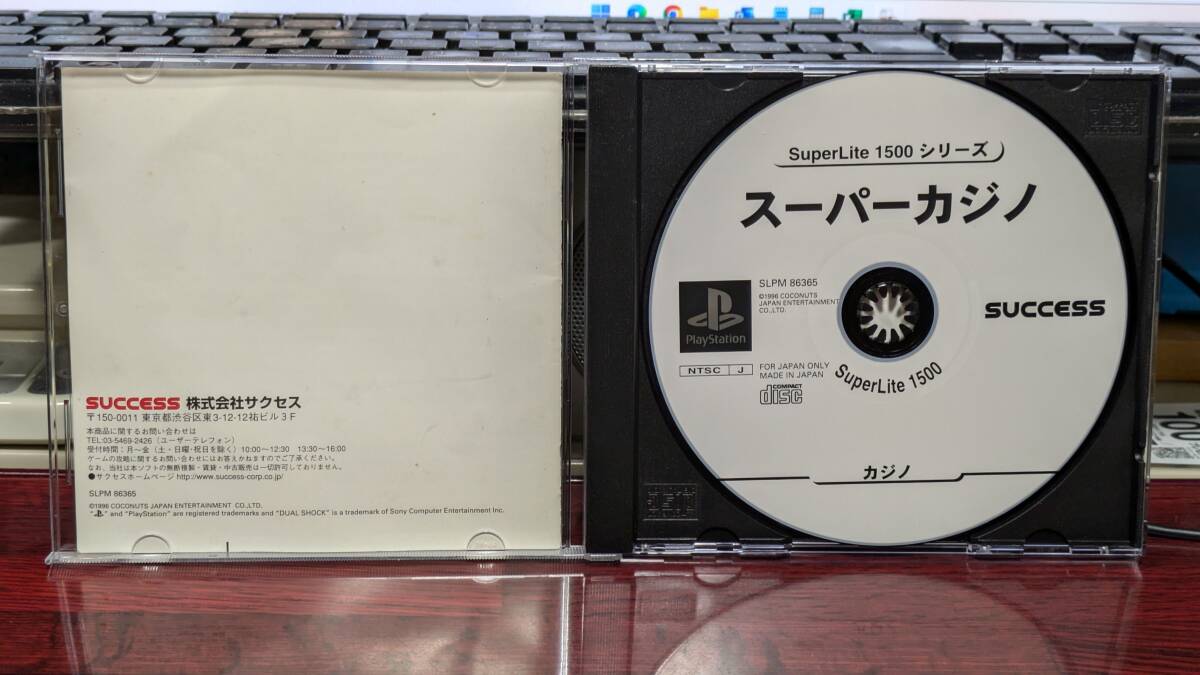 SUCCESS 株式会社サクセス
〒150-0011 東京都渋谷区東3-12-12祐ビル3F
本商品に関するお問い合わせは
TEL:03-5469-2426(ユーザーテレフォン)
受付時間:月~金(土・日曜・祝日を除く)10:00~12:30 13:30~16:00
ゲームの攻略に関するお問い合わせにはお答えかねますのでご了承ください。
なお、当社は本ソフトの無断複製・賃貸・中古販売は一切許可しておりません。
●サクセスホームページ http://www.success-corp.co.jp/
SLPM 86365
©1996 COCONUTS JAPAN ENTERTAINMENT CO.,LTD.
" " and "PlayStation" are registered trademarks and "DUAL SHOCK" is a trademark of Sony Computer Entertainment Inc.
SuperLite 1500 シリーズ
スーパーカジノ
PlayStation
NTSC J
SLPM 86365
©1996 COCONUTS
JAPAN ENTERTAINMENT
CO.,LTD.
FOR JAPAN ONLY
MADE IN JAPAN
COMPACT
disc
SUCCESS
SuperLite 1500
カジノ